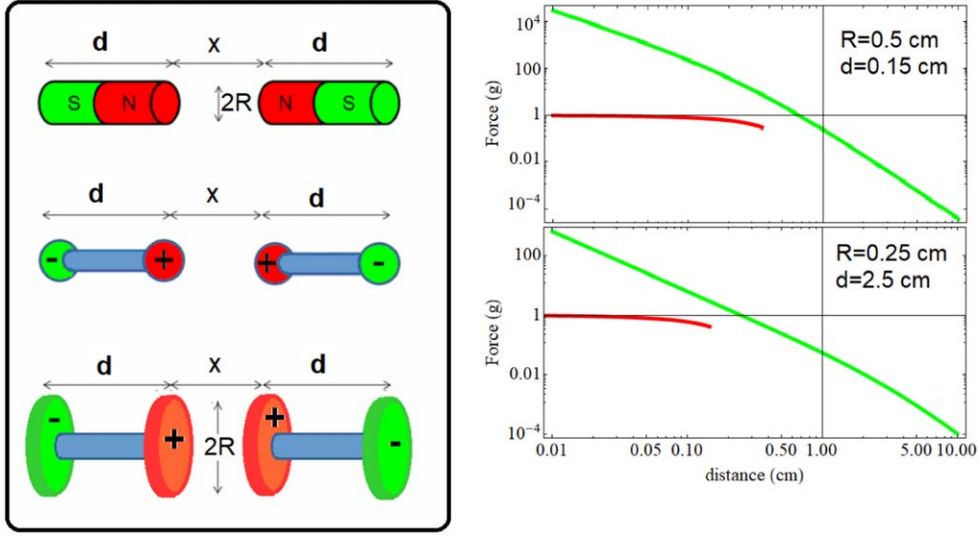 d x d
S N 2R N S
d x d
- + + -
d x d
- + 2R + -
10^4
100
1
0.01
10^-4
Force (g)
R=0.5 cm
d=0.15 cm
100
1
0.01
10^-4
Force (g)
R=0.25 cm
d=2.5 cm
0.01 0.05 0.10 0.50 1.00 5.00 10.00
distance (cm)